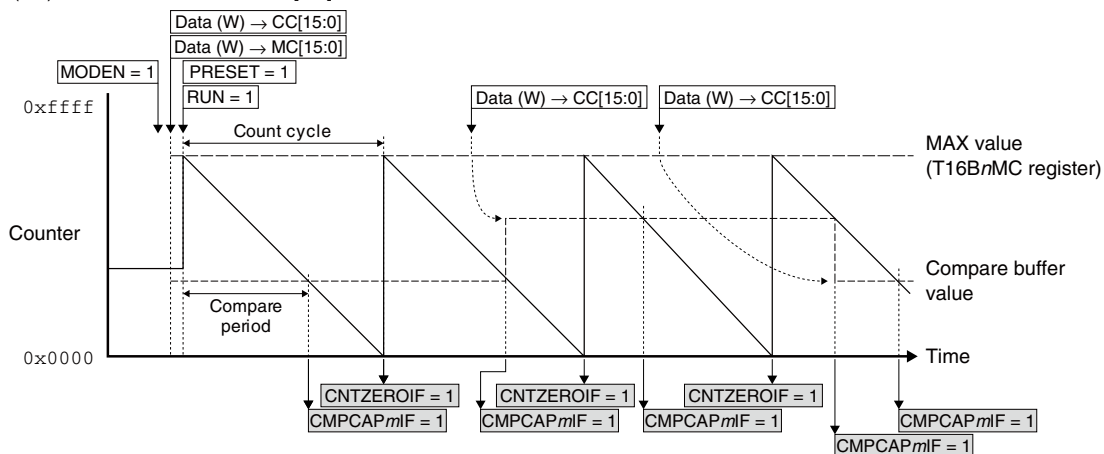 Data (W) → CC[15:0]
Data (W) → MC[15:0]
MODEN = 1
PRESET = 1
RUN = 1
Data (W) → CC[15:0]
Data (W) → CC[15:0]
0xffff
Count cycle
MAX value
(T16BnMC register)
Counter
Compare buffer
value
Compare
period
0x0000
Time
CNTZEROIF = 1
CNTZEROIF = 1
CNTZEROIF = 1
CMPCAPmIF = 1
CMPCAPmIF = 1
CMPCAPmIF = 1
CMPCAPmIF = 1
CMPCAPmIF = 1